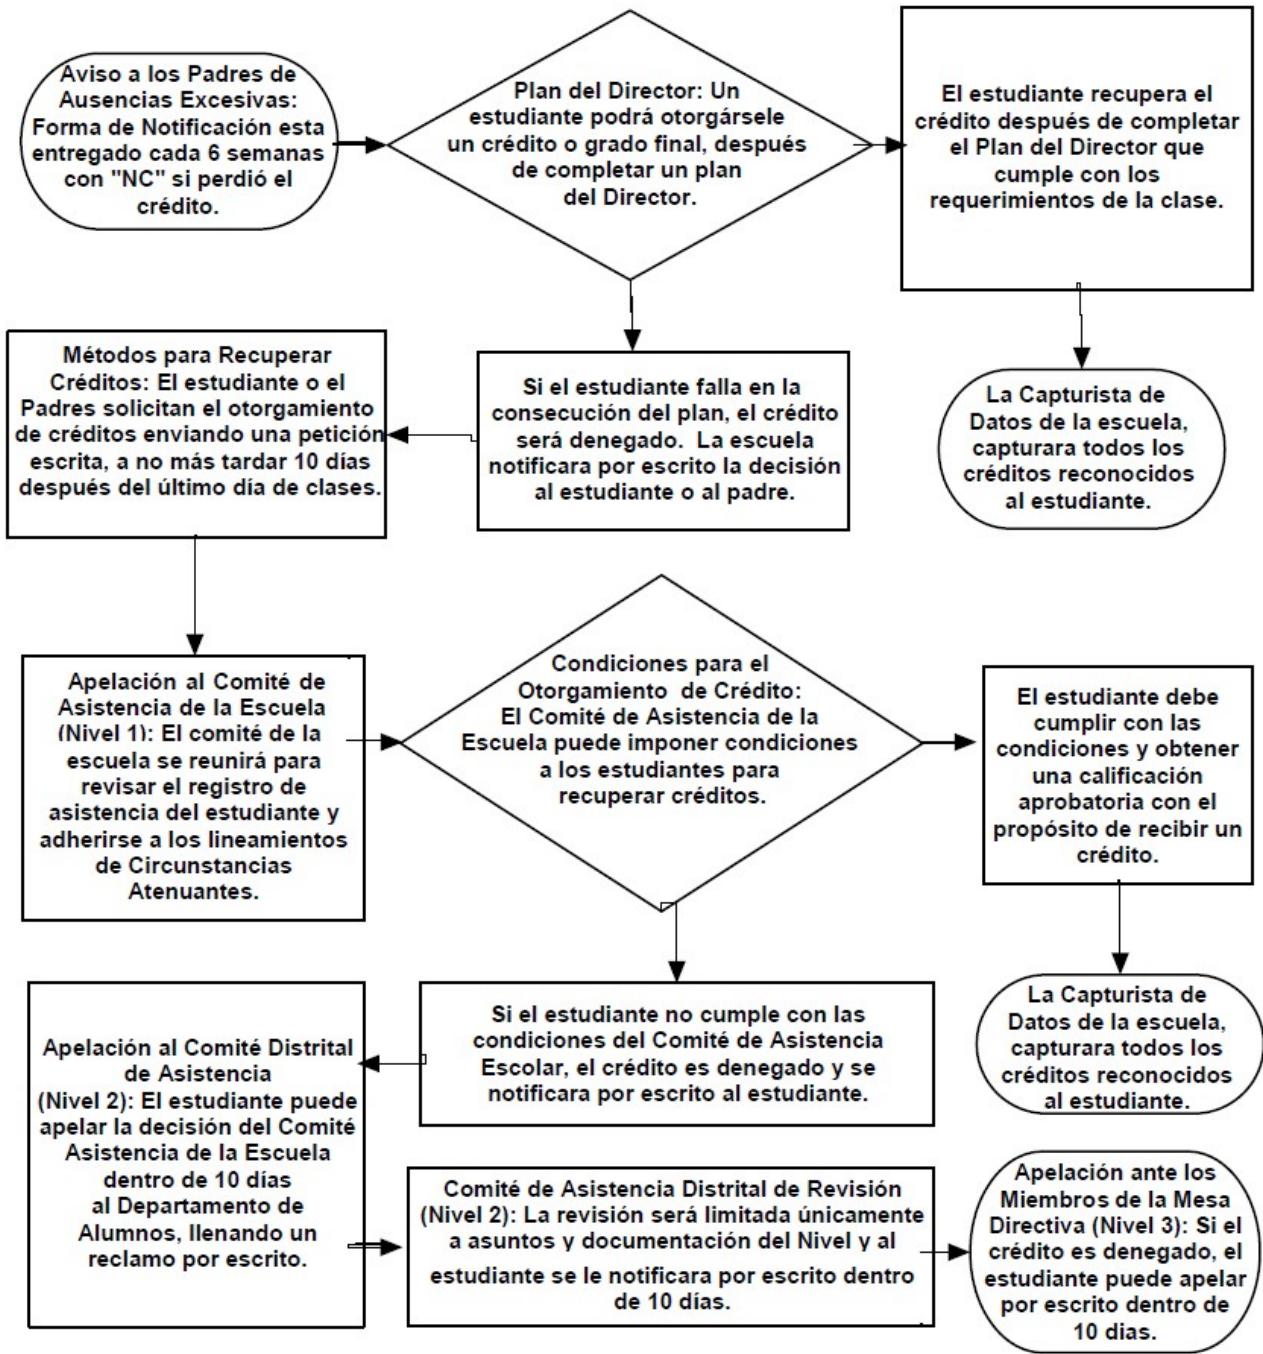 Aviso a los Padres de
Ausencias Excesivas:
Forma de Notificación esta
entregado cada 6 semanas
con "NC" si perdió el
crédito.
Plan del Director: Un
estudiante podrá otorgársele
un crédito o grado final, después
de completar un plan
del Director.
El estudiante recupera el
crédito después de completar
el Plan del Director que
cumple con los
requerimientos de la clase.
Métodos para Recuperar
Créditos: El estudiante o el
Padres solicitan el otorgamiento
de créditos enviando una petición
escrita, a no más tardar 10 días
después del último día de clases.
Si el estudiante falla en la
consecución del plan, el crédito
será denegado. La escuela
notificara por escrito la decisión
al estudiante o al padre.
La Capturista de
Datos de la escuela,
capturara todos los
créditos reconocidos
al estudiante.
Apelación al Comité de
Asistencia de la Escuela
(Nivel 1): El comité de la
escuela se reunirá para
revisar el registro de
asistencia del estudiante y
adherirse a los lineamientos
de Circunstancias
Atenuantes.
Condiciones para el
Otorgamiento de Crédito:
El Comité de Asistencia de la
Escuela puede imponer condiciones
a los estudiantes para
recuperar créditos.
El estudiante debe
cumplir con las
condiciones y obtener
una calificación
aprobatoria con el
propósito de recibir un
crédito.
Apelación al Comité Distrital
de Asistencia
(Nivel 2): El estudiante puede
apelar la decisión del Comité
Asistencia de la Escuela
dentro de 10 días
al Departamento de
Alumnos, llenando un
reclamo por escrito.
Si el estudiante no cumple con las
condiciones del Comité de Asistencia
Escolar, el crédito es denegado y se
notificara por escrito al estudiante.
La Capturista de
Datos de la escuela,
capturara todos los
créditos reconocidos
al estudiante.
Comité de Asistencia Distrital de Revisión
(Nivel 2): La revisión será limitada únicamente
a asuntos y documentación del Nivel y al
estudiante se le notificara por escrito dentro
de 10 días.
Apelación ante los
Miembros de la Mesa
Directiva (Nivel 3): Si el
crédito es denegado, el
estudiante puede apelar
por escrito dentro de
10 dias.